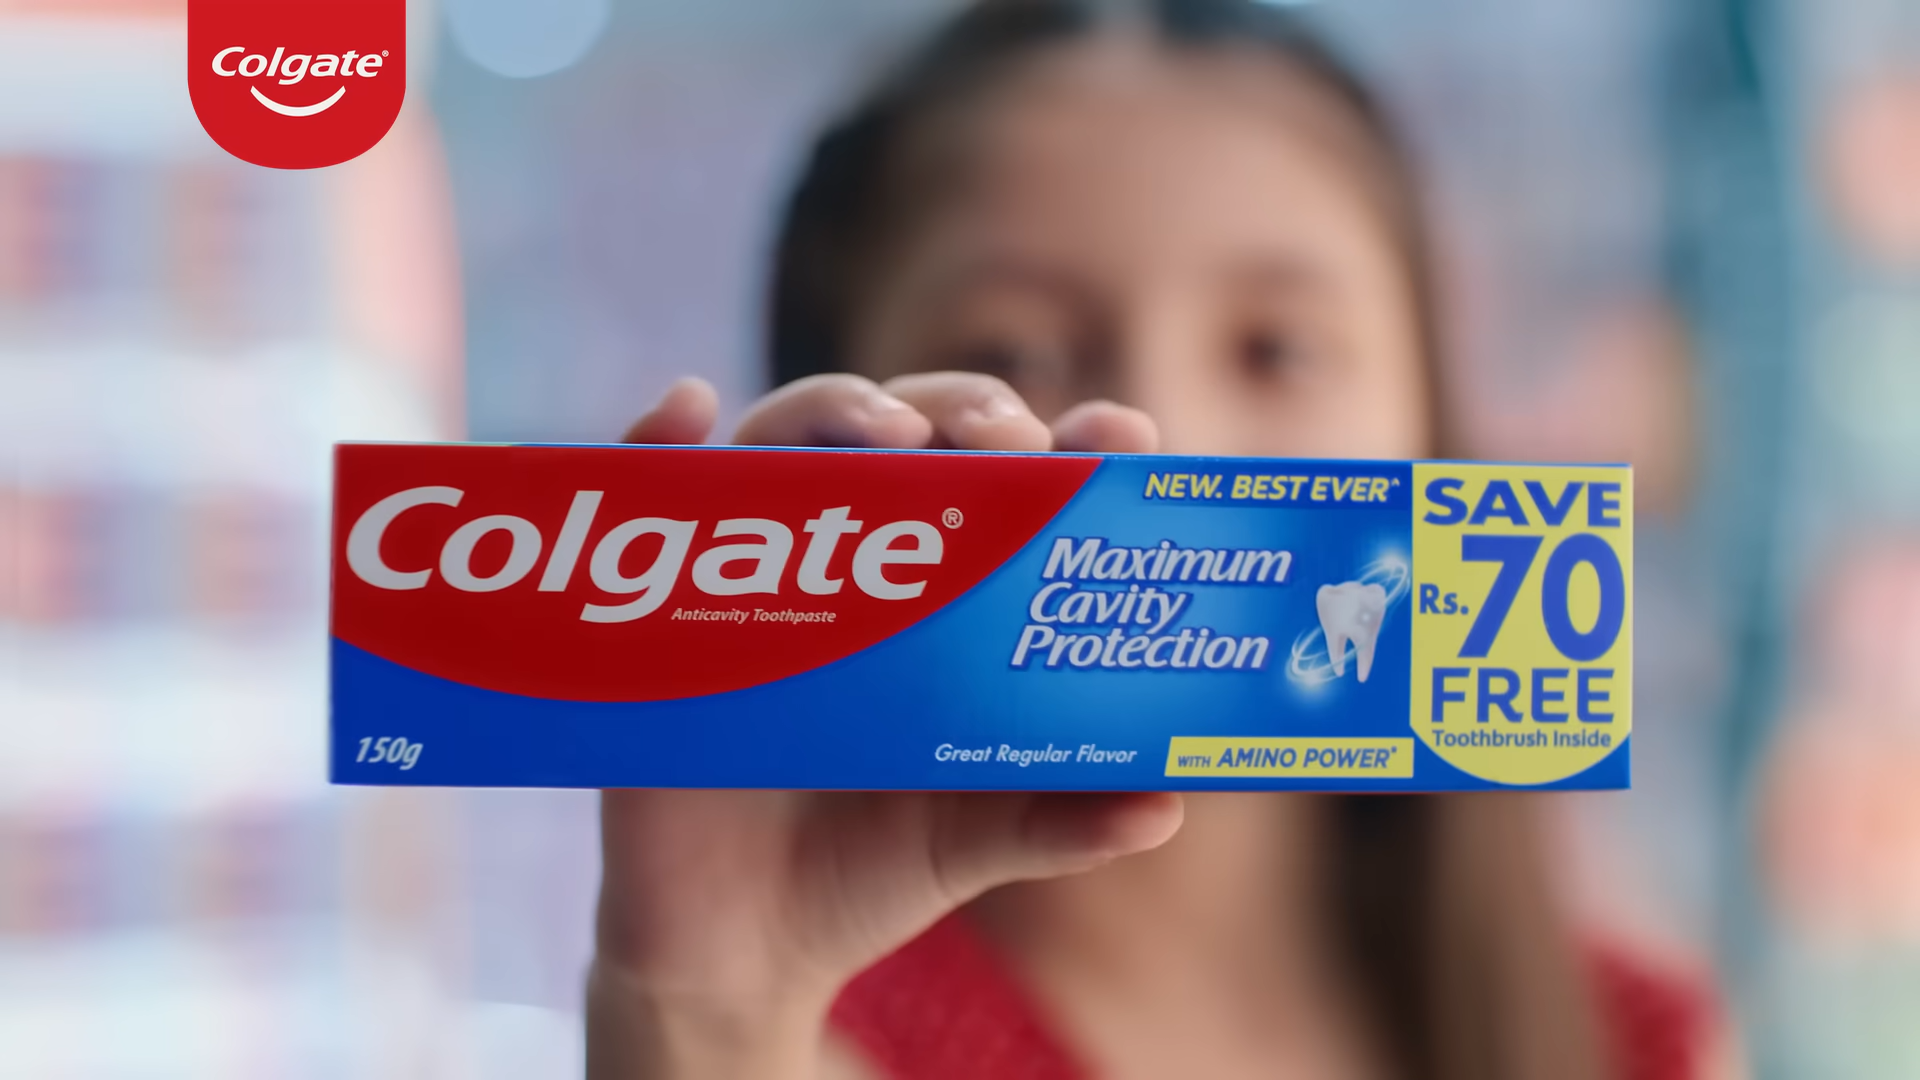 Colgate®
Colgate®
Anticavity Toothpaste
150g
NEW. BEST EVER^
Maximum
Cavity
Protection
Great Regular Flavor
WITH AMINO POWER*
SAVE
Rs.70
FREE
Toothbrush Inside